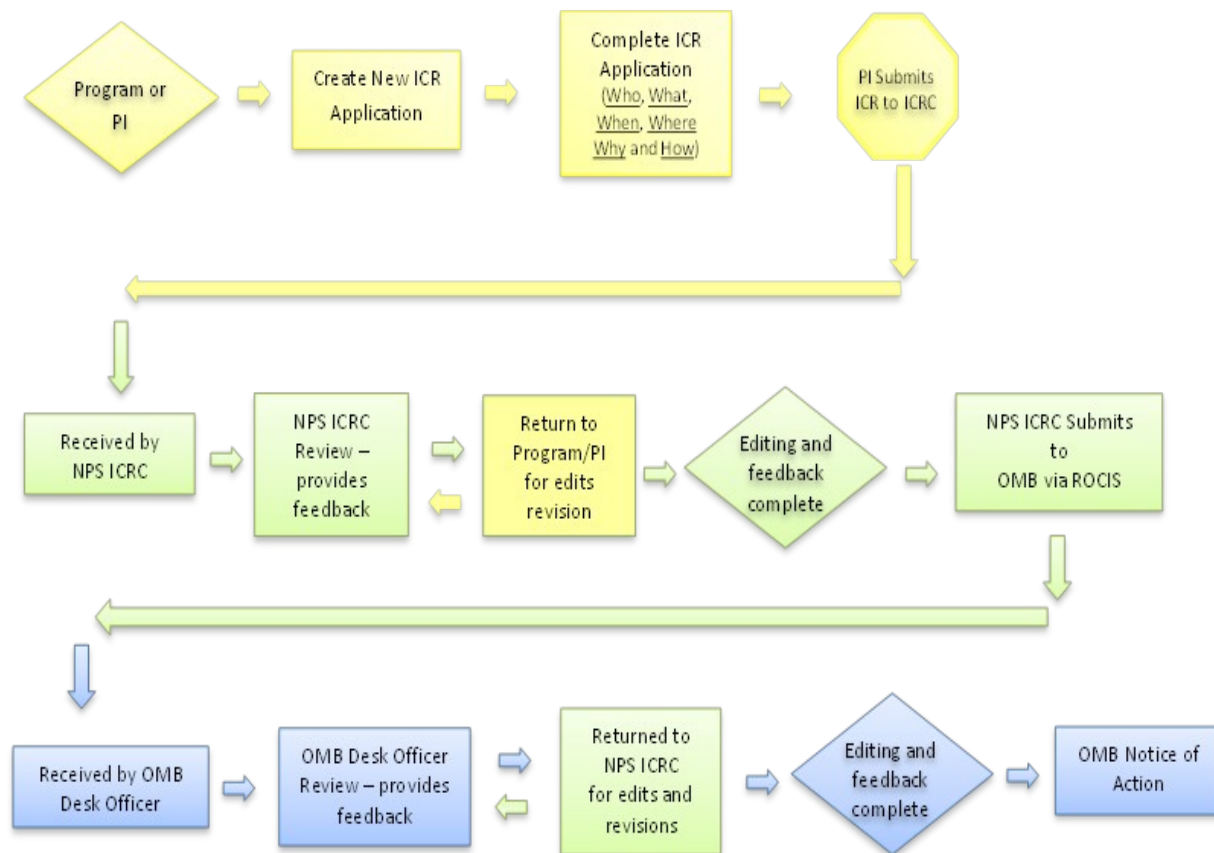 Program or
PI
Create New ICR
Application
Complete ICR
Application
(Who, What,
When, Where
Why and How)
PI Submits
ICR to ICRC
Received by
NPS ICRC
NPS ICRC
Review –
provides
feedback
Return to
Program/PI
for edits
revision
Editing and
feedback
complete
NPS ICRC Submits
to
OMB via ROCIS
Received by OMB
Desk Officer
OMB Desk Officer
Review – provides
feedback
Returned to
NPS ICRC
for edits and
revisions
Editing and
feedback
complete
OMB Notice of
Action